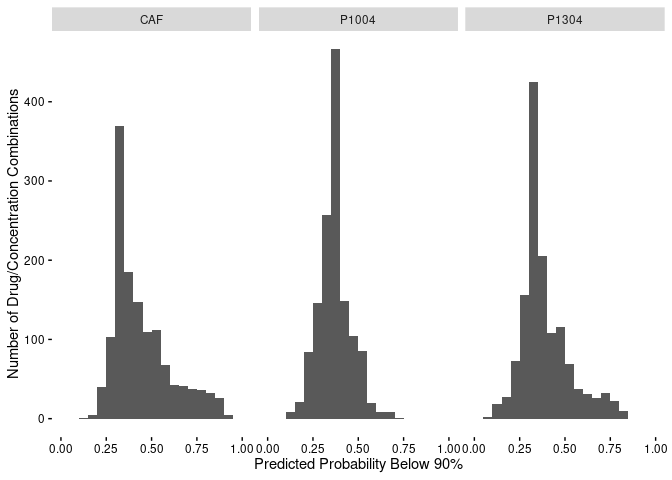 CAF P1004 P1304
Number of Drug/Concentration Combinations
400
300
200
100
0
0.00 0.25 0.50 0.75 1.00 0.00 0.25 0.50 0.75 1.00 0.00 0.25 0.50 0.75 1.00
Predicted Probability Below 90%